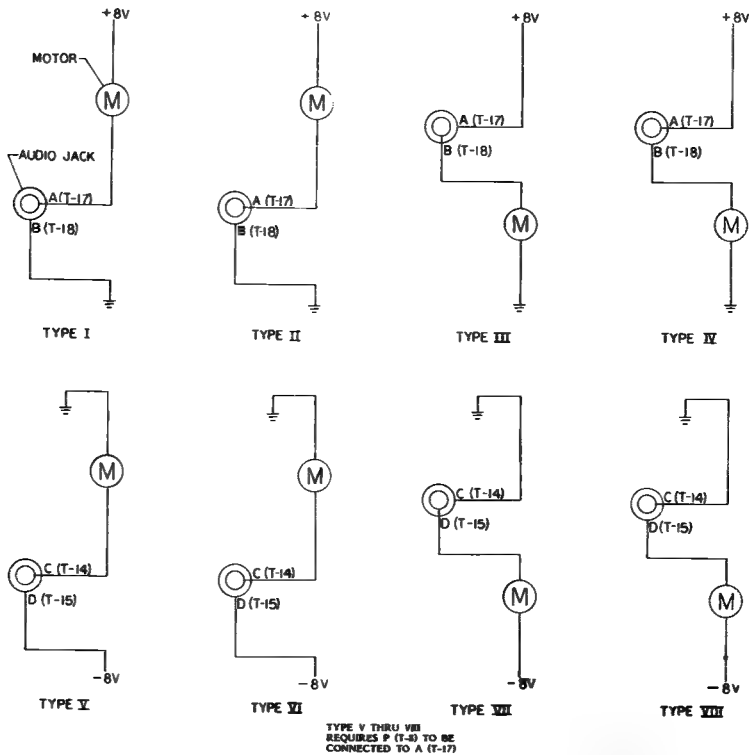 +8V
+8V
+8V
+8V
MOTOR
M
M
AUDIO JACK
A (T-17)
B (T-18)
A (T-17)
B (T-18)
A (T-17)
B (T-18)
A (T-17)
B (T-18)
M
M
TYPE I
TYPE II
TYPE III
TYPE IV
M
M
C (T-14)
D (T-15)
C (T-14)
D (T-15)
C (T-14)
D (T-15)
C (T-14)
D (T-15)
M
M
-8V
-8V
-8V
-8V
TYPE V
TYPE VI
TYPE VII
TYPE VIII
TYPE V THRU VIII
REQUIRES P (T-8) TO BE
CONNECTED TO A (T-17)